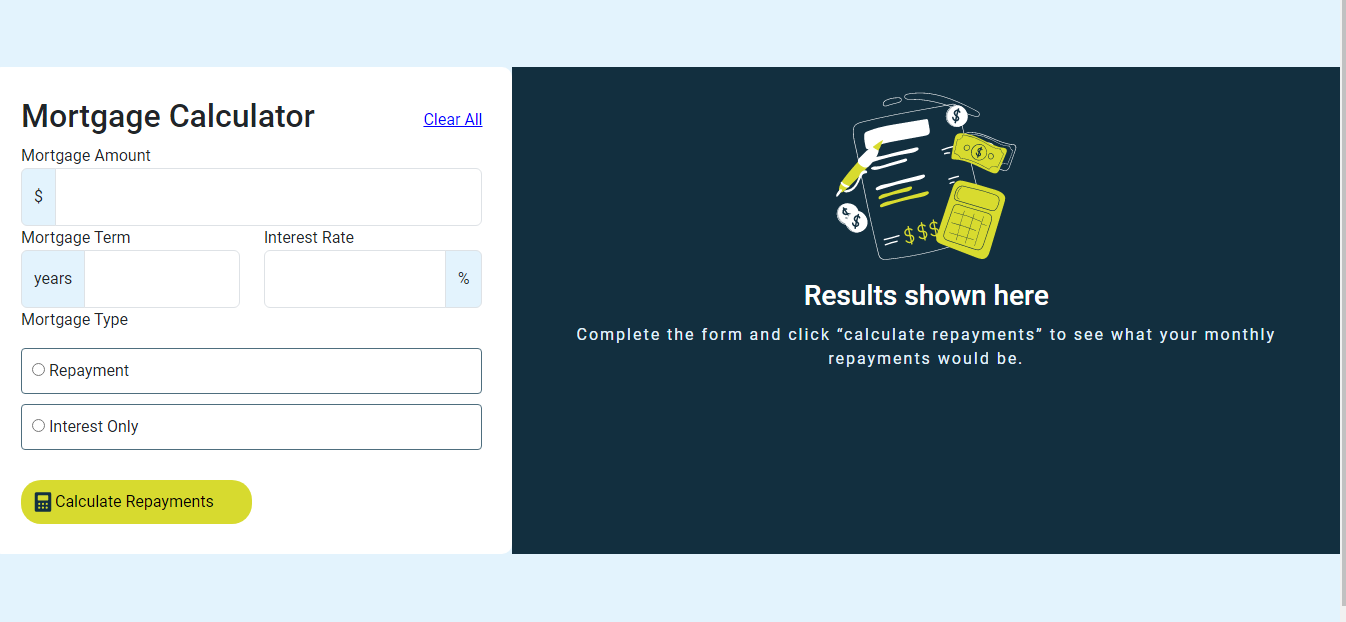 Mortgage Calculator
Clear All
Mortgage Amount
$
Mortgage Term
Interest Rate
years
%
Mortgage Type
Repayment
Interest Only
Calculate Repayments
$
$
$
$
$$$
Results shown here
Complete the form and click “calculate repayments” to see what your monthly
repayments would be.